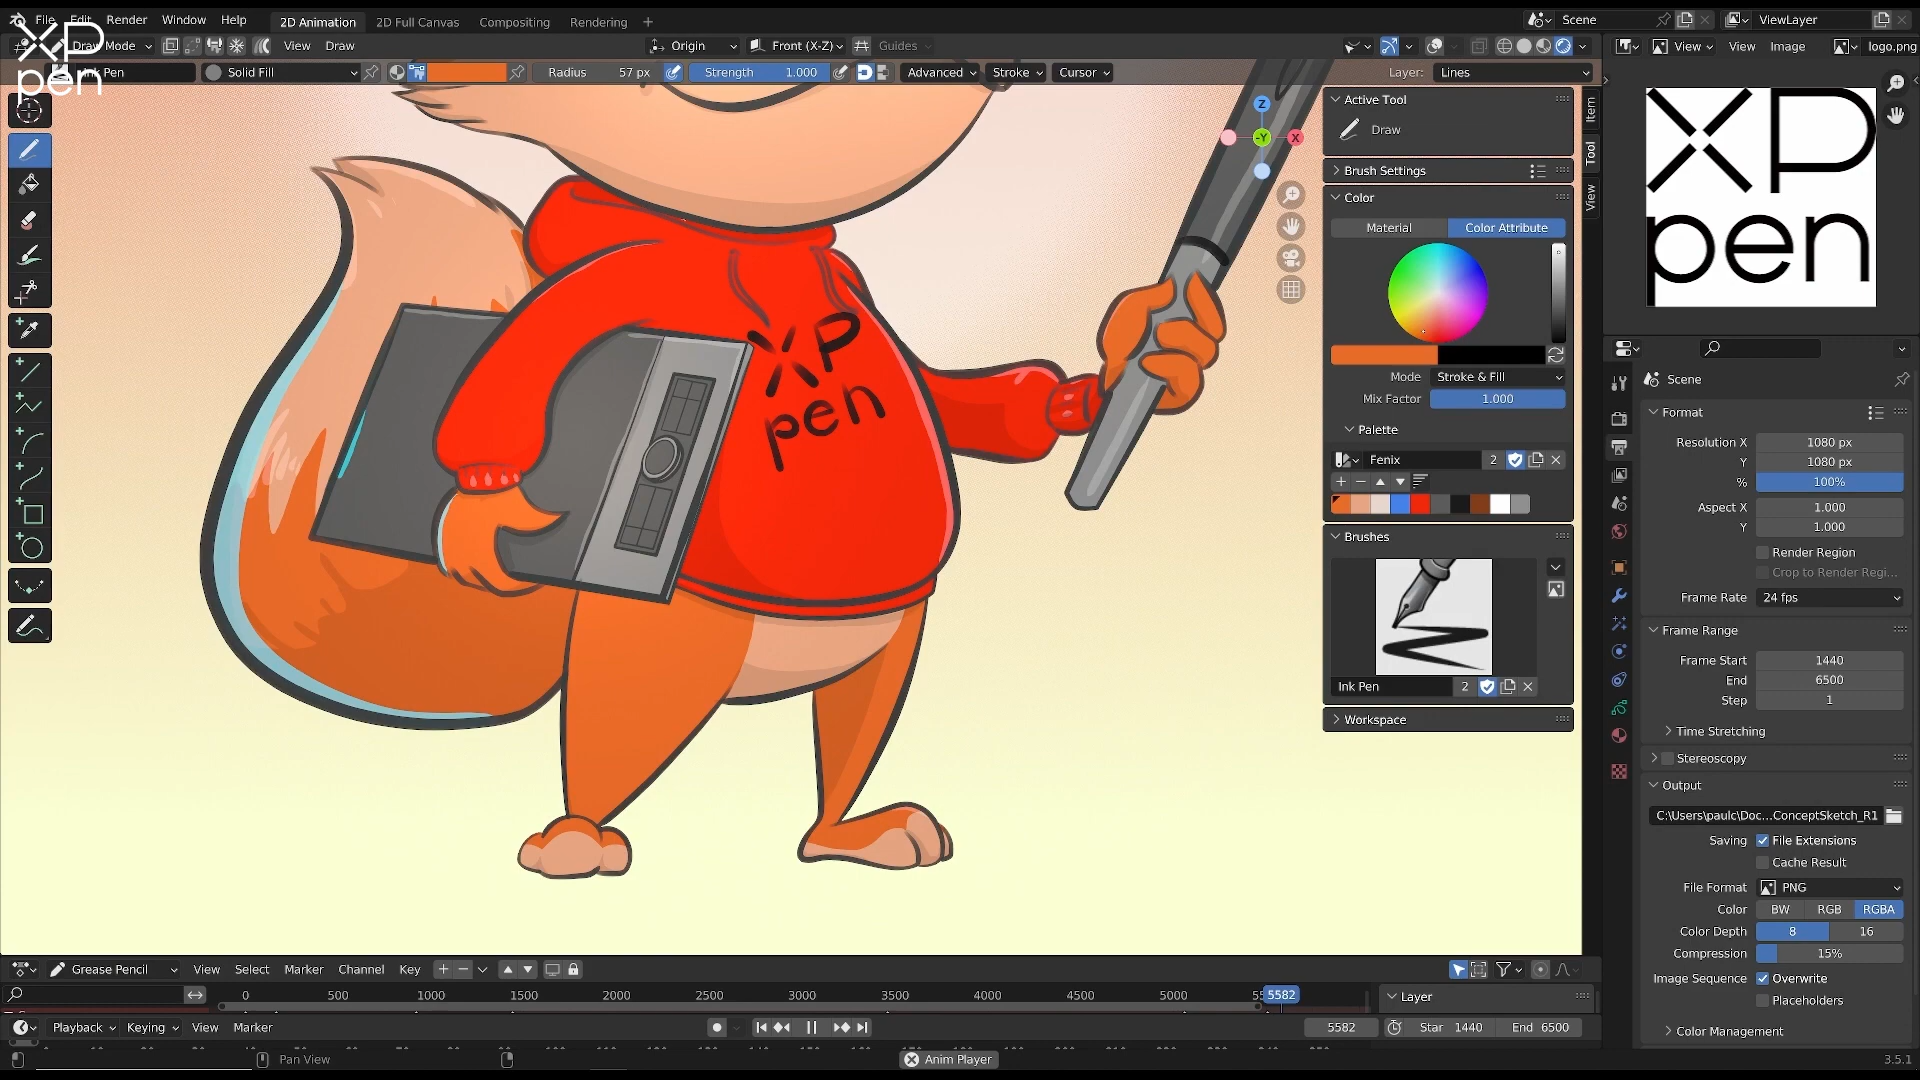 File Edit Render Window Help 2D Animation 2D Full Canvas Compositing Rendering Scene ViewLayer
XP
pen
Draw Mode View Draw Origin Front (X-Z) Guides View View Image logo.png
Ink Pen Solid Fill Radius 57 px Strength 1.000 Advanced Stroke Cursor Layer: Lines
Z
-Y X
XP
pen
XP
pen
Active Tool
Draw
Brush Settings
Color
Material Color Attribute
Mode Stroke & Fill
Mix Factor 1.000
Palette
Fenix 2
Brushes
Ink Pen 2
Workspace
Item
Tool
View
Scene
Format
Resolution X 1080 px
Y 1080 px
% 100%
Aspect X 1.000
Y 1.000
Render Region
Crop to Render Regi...
Frame Rate 24 fps
Frame Range
Frame Start 1440
End 6500
Step 1
Time Stretching
Stereoscopy
Output
C:\Users\paulc\Doc...ConceptSketch_R1
Saving File Extensions
Cache Result
File Format PNG
Color BW RGB RGBA
Color Depth 8 16
Compression 15%
Image Sequence Overwrite
Placeholders
Color Management
Grease Pencil View Select Marker Channel Key
0 500 1000 1500 2000 2500 3000 3500 4000 4500 5000 5582
Layer
Playback Keying View Marker 5582 Star 1440 End 6500
Pan View Anim Player 3.5.1